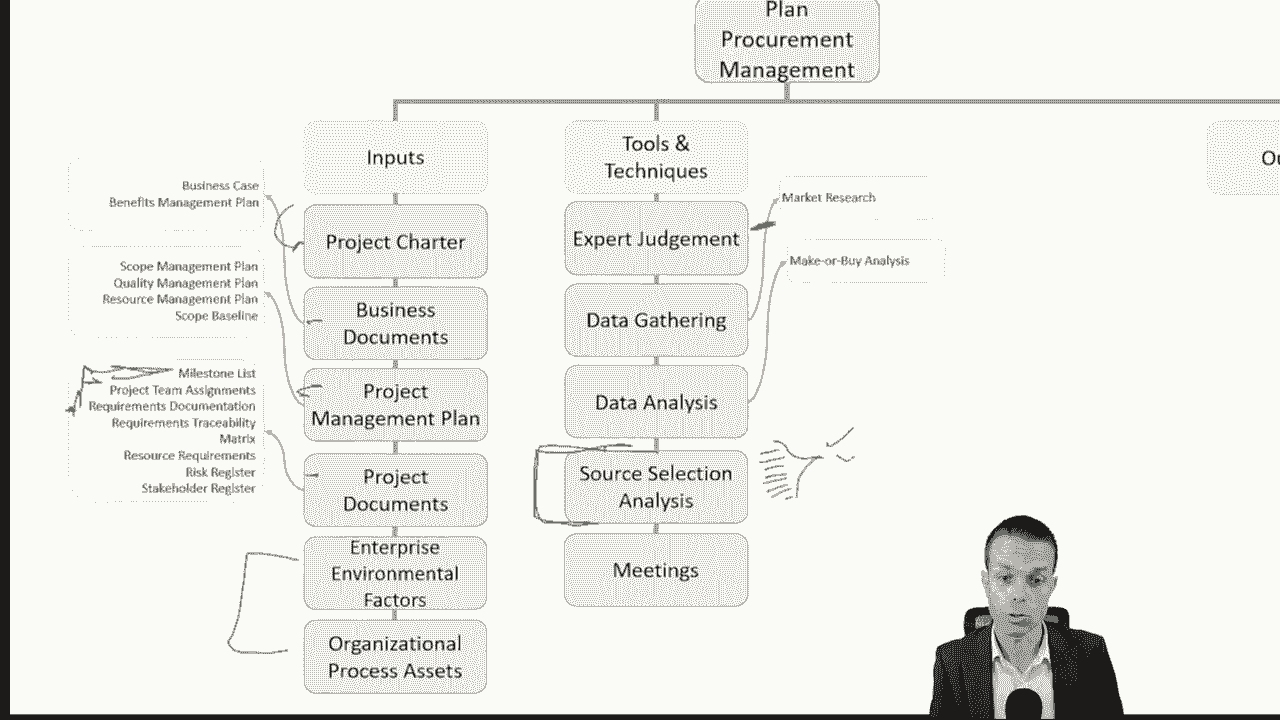 Plan
Procurement
Management
Inputs
Business Case
Benefits Management Plan
Project Charter
Scope Management Plan
Quality Management Plan
Resource Management Plan
Scope Baseline
Business
Documents
Milestone List
Project Team Assignments
Requirements Documentation
Requirements Traceability
Matrix
Resource Requirements
Risk Register
Stakeholder Register
Project
Management Plan
Project
Documents
Enterprise
Environmental
Factors
Organizational
Process Assets
Tools &
Techniques
Expert Judgement
Market Research
Data Gathering
Make-or-Buy Analysis
Data Analysis
Source Selection
Analysis
Meetings